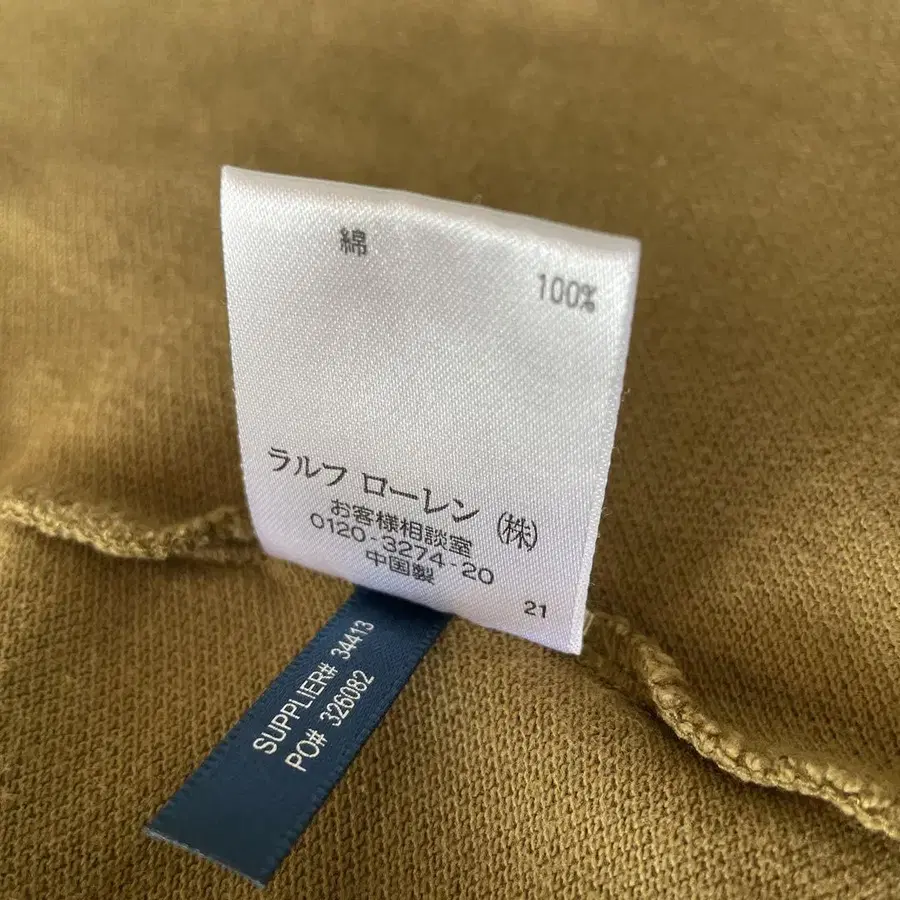 綿 100%
ラルフ ローレン (株)
お客様相談室
0120-3274-20
中国製
21
SUPPLIER# 34413
PO# 326082